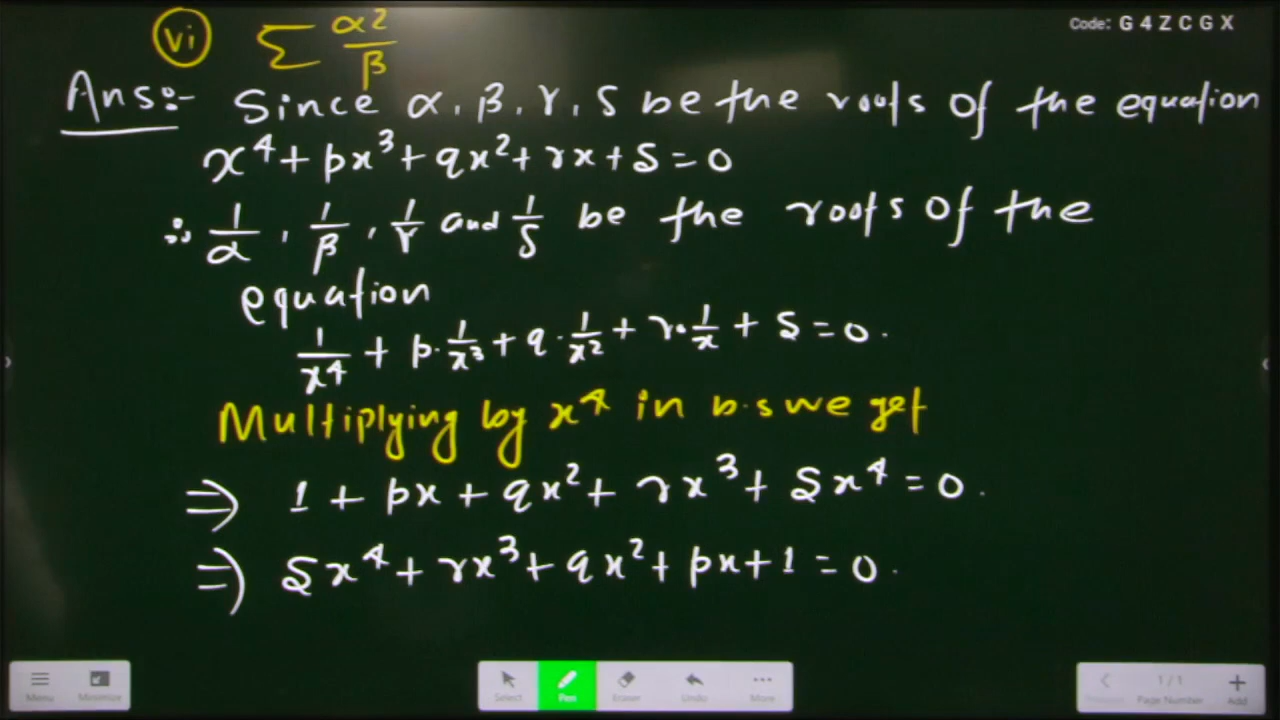 Code: G4ZCGX
vi Σ α²/β
Ans:- Since α, β, γ, δ be the roots of the equation
x⁴ + px³ + qx² + rx + s = 0
∴ 1/α, 1/β, 1/γ and 1/δ be the roots of the
equation
1/x⁴ + p·1/x³ + q·1/x² + r·1/x + s = 0.
Multiplying by x⁴ in b.s we get
⇒ 1 + px + qx² + rx³ + sx⁴ = 0.
⇒ sx⁴ + rx³ + qx² + px + 1 = 0.
Menu Minimize Select Pen Eraser Undo More 1/1 Page Number Add